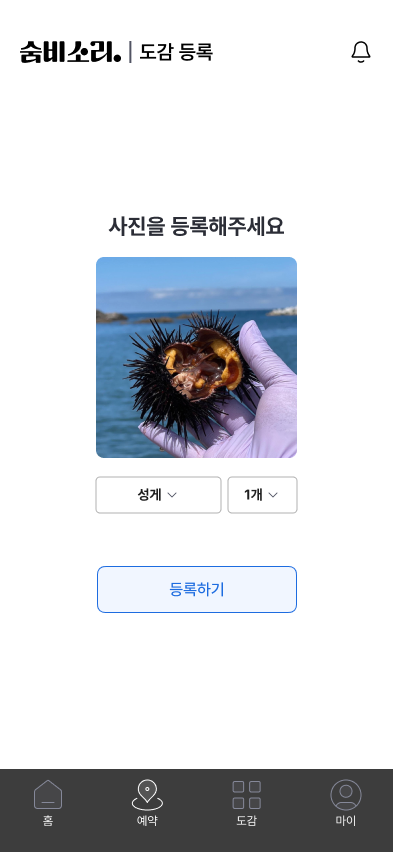 숨비소리. | 도감 등록
사진을 등록해주세요
성게 1개
등록하기
홈 예약 도감 마이